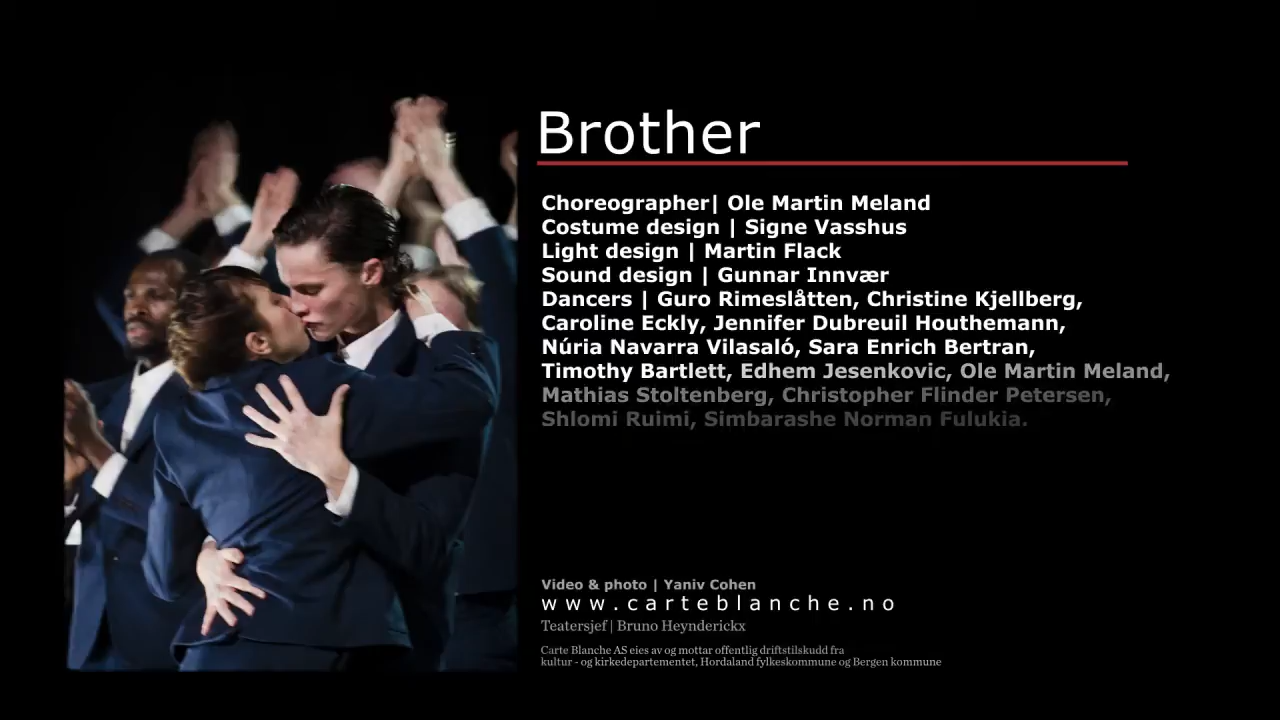 Brother
Choreographer| Ole Martin Meland
Costume design | Signe Vasshus
Light design | Martin Flack
Sound design | Gunnar Innvær
Dancers | Guro Rimeslåtten, Christine Kjellberg,
Caroline Eckly, Jennifer Dubreuil Houthemann,
Núria Navarra Vilasaló, Sara Enrich Bertran,
Timothy Bartlett, Edhem Jesenkovic, Ole Martin Meland,
Mathias Stoltenberg, Christopher Flinder Petersen,
Shlomi Ruimi, Simbarashe Norman Fulukia.
Video & photo | Yaniv Cohen
www.carteblanche.no
Teatersjef | Bruno Heynderickx
Carte Blanche AS eies av og mottar offentlig driftstilskudd fra
kultur - og kirkedepartementet, Hordaland fylkeskommune og Bergen kommune